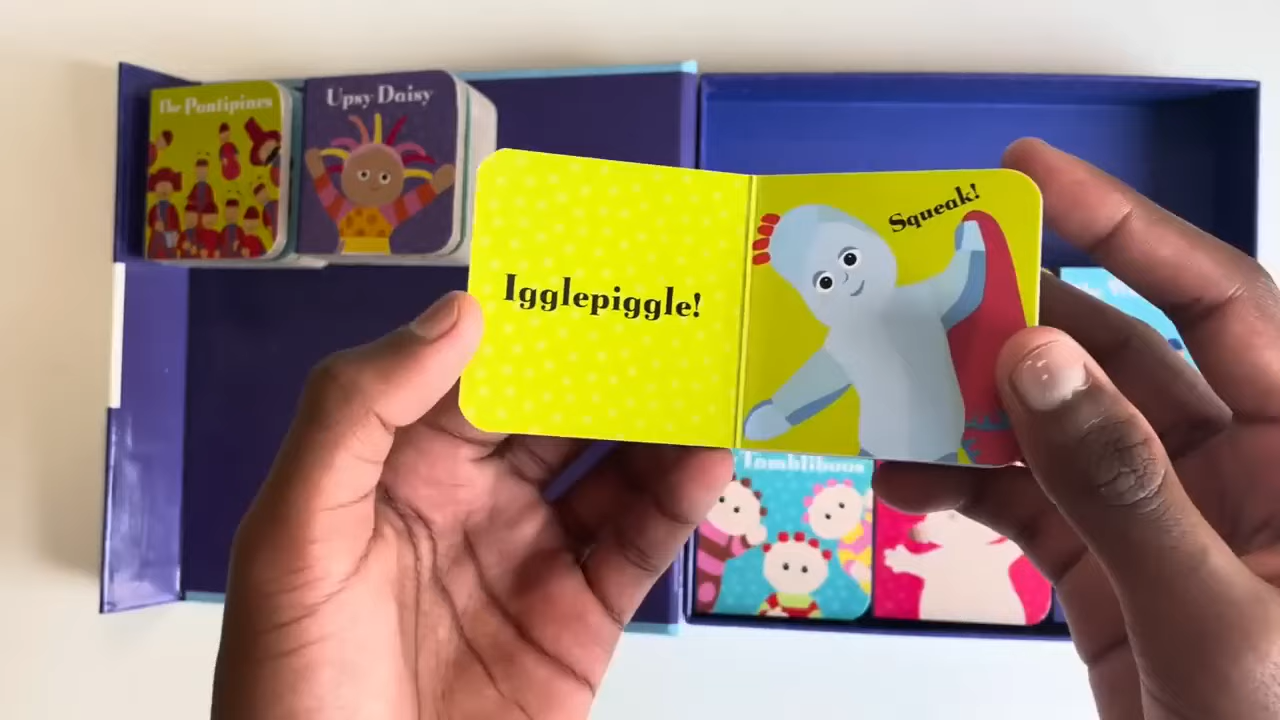 The Pontipines
Upsy Daisy
Igglepiggle!
Squeak!
Tombliboos